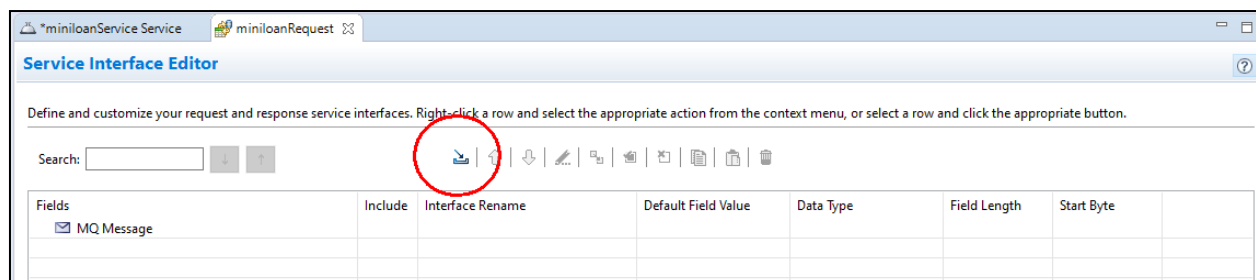 *miniloanService Service miniloanRequest
Service Interface Editor
Define and customize your request and response service interfaces. Right-click a row and select the appropriate action from the context menu, or select a row and click the appropriate button.
Search:
Fields Include Interface Rename Default Field Value Data Type Field Length Start Byte
MQ Message